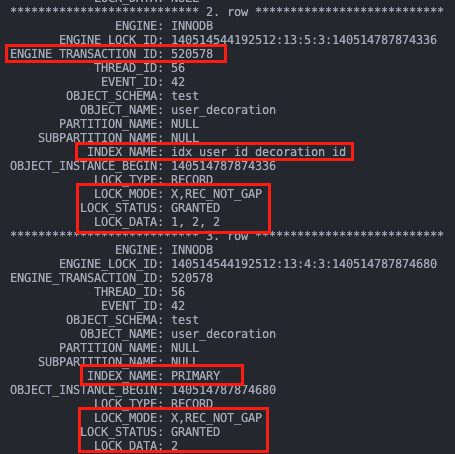 LOCK_DATA: NULL
*************************** 2. row ***************************
ENGINE: INNODB
ENGINE_LOCK_ID: 140514544192512:13:5:3:140514787874336
ENGINE_TRANSACTION_ID: 520578
THREAD_ID: 56
EVENT_ID: 42
OBJECT_SCHEMA: test
OBJECT_NAME: user_decoration
PARTITION_NAME: NULL
SUBPARTITION_NAME: NULL
INDEX_NAME: idx_user_id_decoration_id
OBJECT_INSTANCE_BEGIN: 140514787874336
LOCK_TYPE: RECORD
LOCK_MODE: X,REC_NOT_GAP
LOCK_STATUS: GRANTED
LOCK_DATA: 1, 2, 2
*************************** 3. row ***************************
ENGINE: INNODB
ENGINE_LOCK_ID: 140514544192512:13:4:3:140514787874680
ENGINE_TRANSACTION_ID: 520578
THREAD_ID: 56
EVENT_ID: 42
OBJECT_SCHEMA: test
OBJECT_NAME: user_decoration
PARTITION_NAME: NULL
SUBPARTITION_NAME: NULL
INDEX_NAME: PRIMARY
OBJECT_INSTANCE_BEGIN: 140514787874680
LOCK_TYPE: RECORD
LOCK_MODE: X,REC_NOT_GAP
LOCK_STATUS: GRANTED
LOCK_DATA: 2